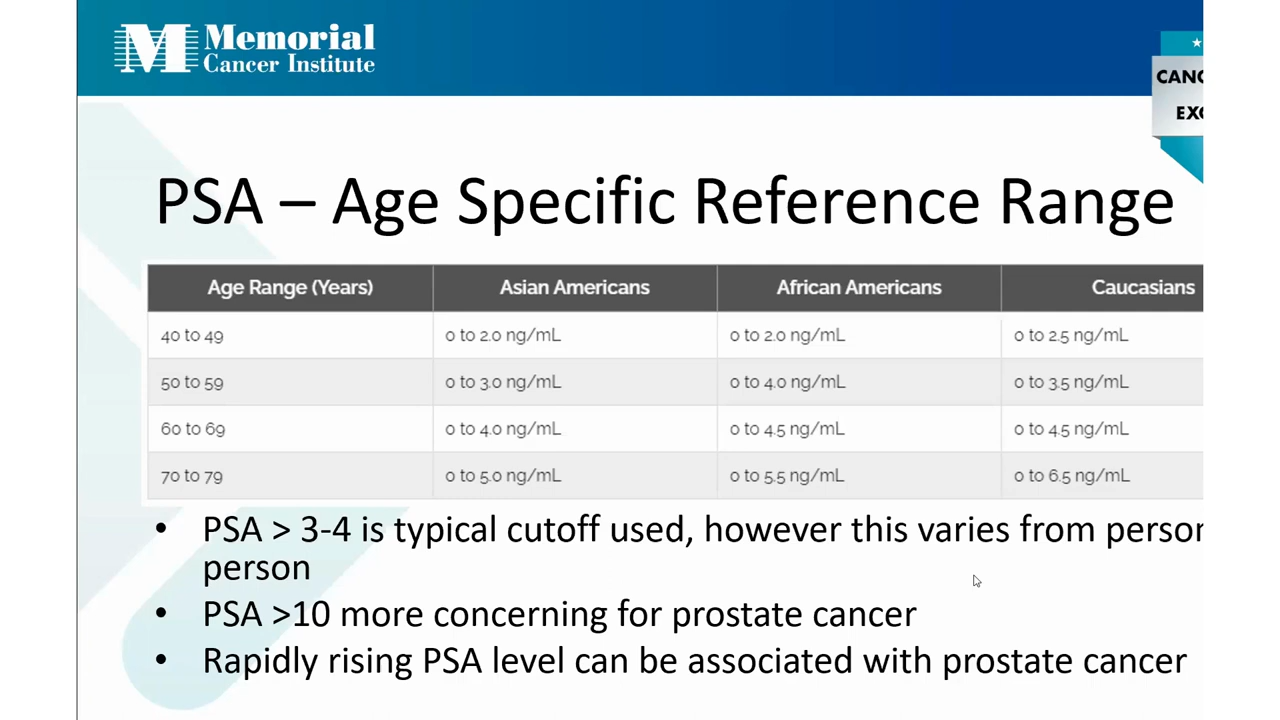 Memorial
Cancer Institute
PSA – Age Specific Reference Range
Age Range (Years) Asian Americans African Americans Caucasians
40 to 49 0 to 2.0 ng/mL 0 to 2.0 ng/mL 0 to 2.5 ng/mL
50 to 59 0 to 3.0 ng/mL 0 to 4.0 ng/mL 0 to 3.5 ng/mL
60 to 69 0 to 4.0 ng/mL 0 to 4.5 ng/mL 0 to 4.5 ng/mL
70 to 79 0 to 5.0 ng/mL 0 to 5.5 ng/mL 0 to 6.5 ng/mL
• PSA > 3-4 is typical cutoff used, however this varies from person
person
• PSA >10 more concerning for prostate cancer
• Rapidly rising PSA level can be associated with prostate cancer